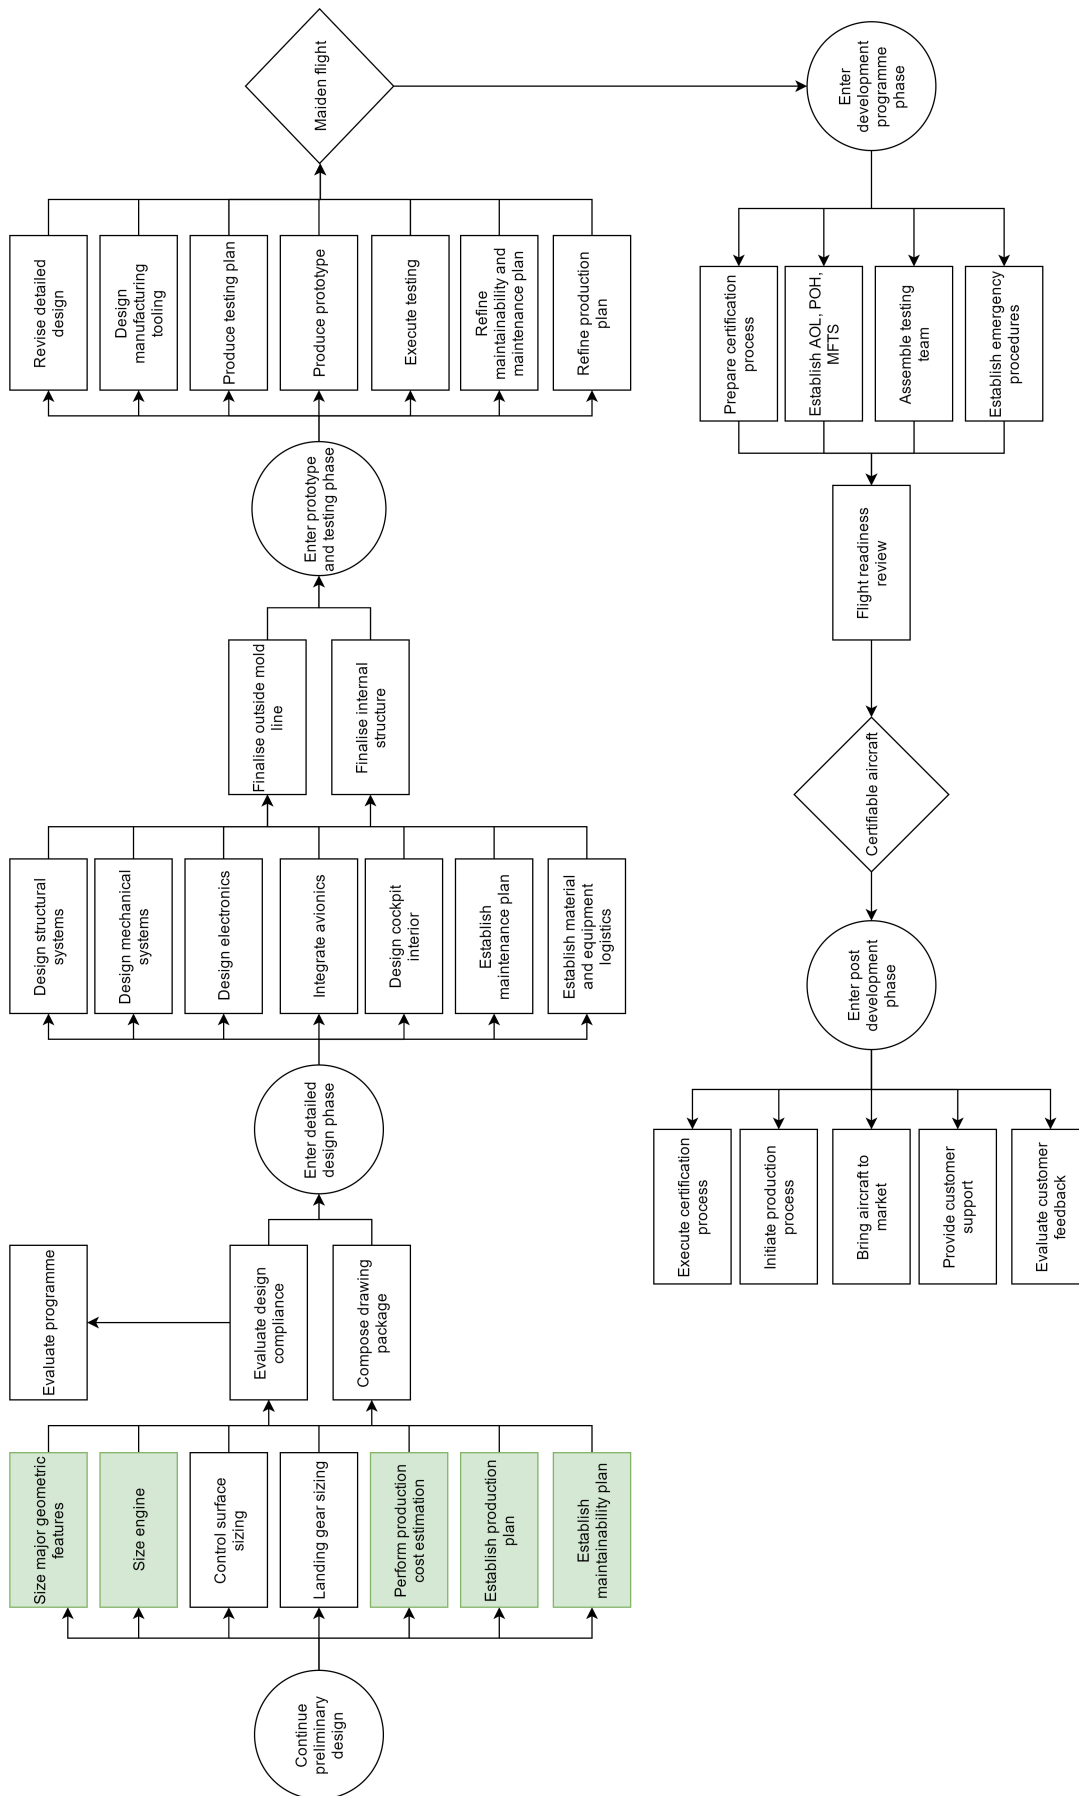 Continue
preliminary
design
Size major geometric
features
Size engine
Control surface
sizing
Landing gear sizing
Perform production
cost estimation
Establish production
plan
Establish
maintainability plan
Evaluate programme
Evaluate design
compliance
Compose drawing
package
Enter detailed
design phase
Design structural
systems
Design mechanical
systems
Design electronics
Integrate avionics
Design cockpit
interior
Establish
maintenance plan
Establish material
and equipment
logistics
Finalise outside mold
line
Finalise internal
structure
Enter prototype
and testing phase
Revise detailed
design
Design
manufacturing
tooling
Produce testing plan
Produce prototype
Execute testing
Refine
maintainability and
maintenance plan
Refine production
plan
Maiden flight
Enter
development
programme
phase
Prepare certification
process
Establish AOL, POH,
MFTS
Assemble testing
team
Establish emergency
procedures
Flight readiness
review
Certifiable aircraft
Enter post
development
phase
Execute certification
process
Initiate production
process
Bring aircraft to
market
Provide customer
support
Evaluate customer
feedback